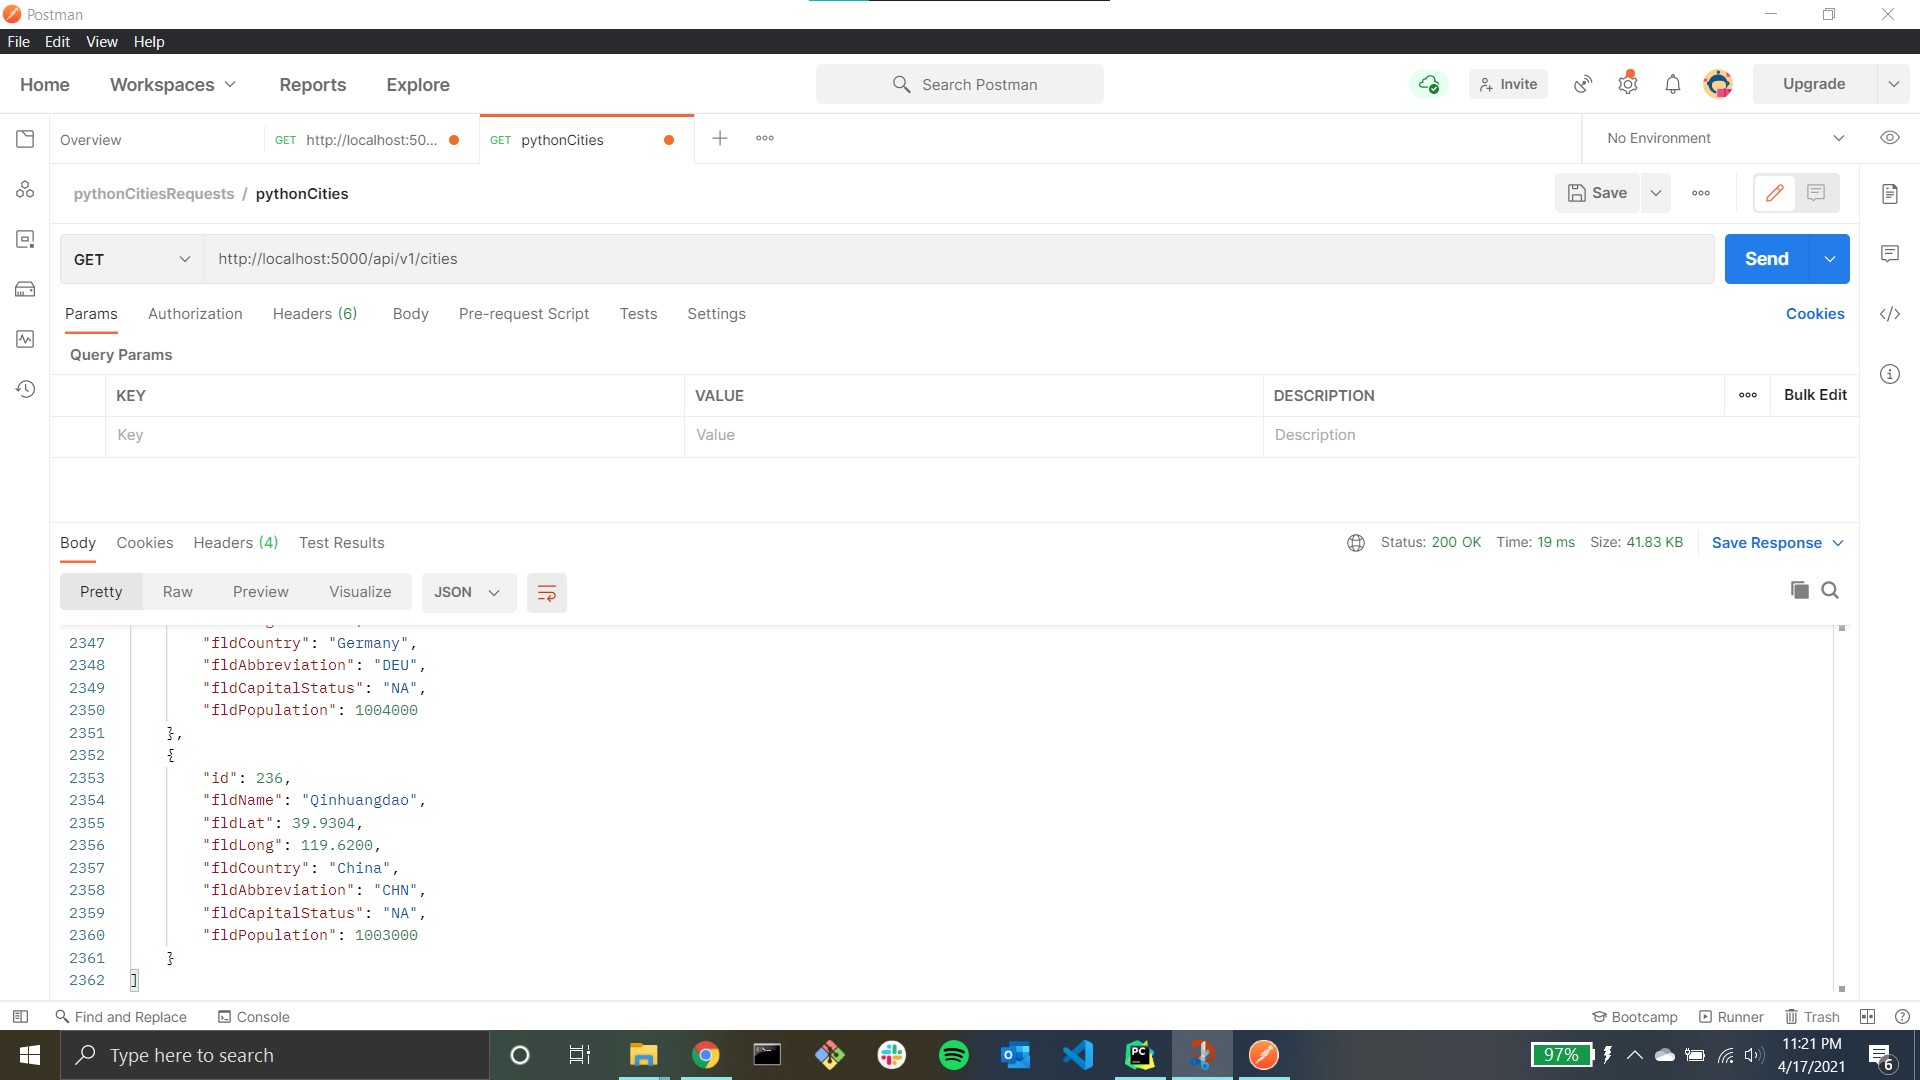 Postman
File Edit View Help
Home Workspaces Reports Explore Search Postman Invite Upgrade
Overview GET http://localhost:50... GET pythonCities No Environment
pythonCitiesRequests / pythonCities Save
GET http://localhost:5000/api/v1/cities Send
Params Authorization Headers (6) Body Pre-request Script Tests Settings Cookies
Query Params
KEY VALUE DESCRIPTION Bulk Edit
Key Value Description
Body Cookies Headers (4) Test Results Status: 200 OK Time: 19 ms Size: 41.83 KB Save Response
Pretty Raw Preview Visualize JSON
2347 "fldCountry": "Germany",
2348 "fldAbbreviation": "DEU",
2349 "fldCapitalStatus": "NA",
2350 "fldPopulation": 1004000
2351 },
2352 {
2353 "id": 236,
2354 "fldName": "Qinhuangdao",
2355 "fldLat": 39.9304,
2356 "fldLong": 119.6200,
2357 "fldCountry": "China",
2358 "fldAbbreviation": "CHN",
2359 "fldCapitalStatus": "NA",
2360 "fldPopulation": 1003000
2361 }
2362 ]
Find and Replace Console Bootcamp Runner Trash
Type here to search PC 97% 11:21 PM
4/17/2021 6